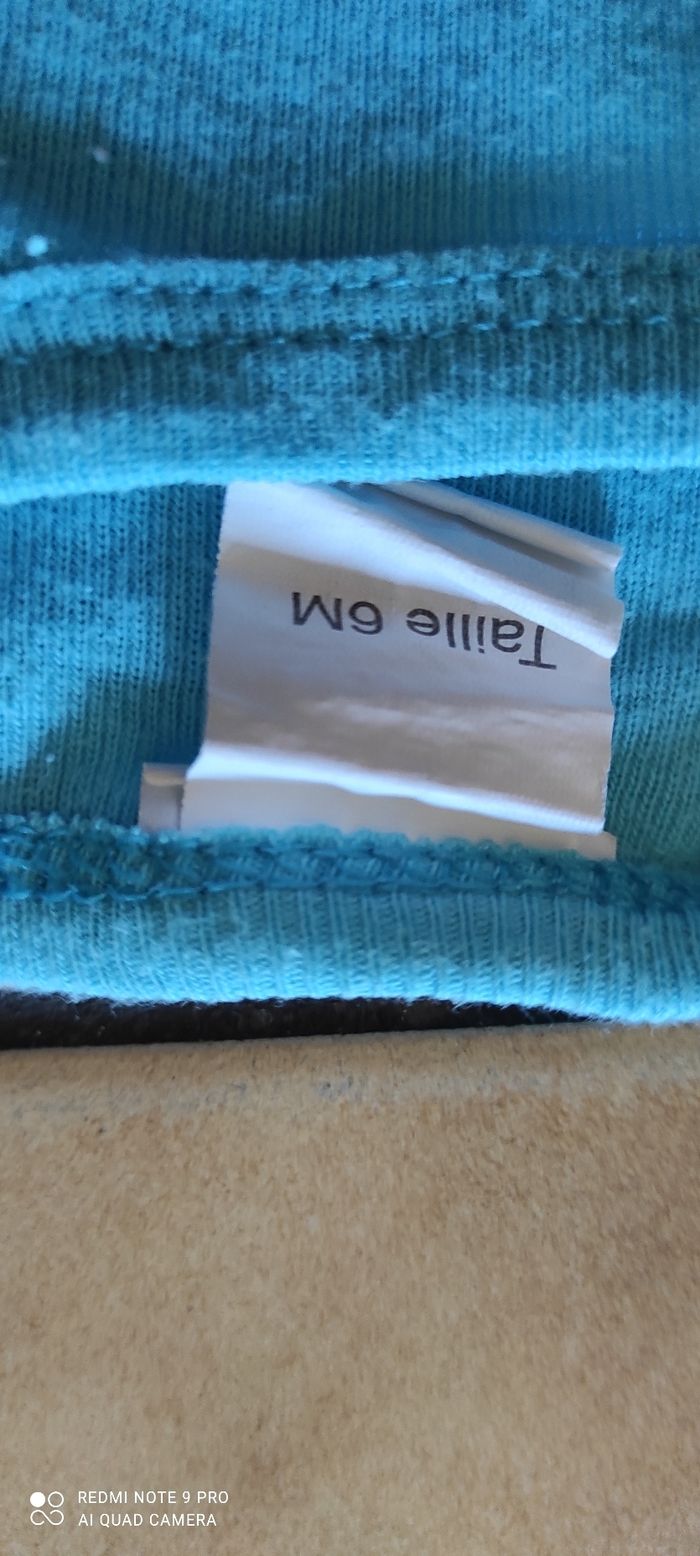 Taille 6M
REDMI NOTE 9 PRO
AI QUAD CAMERA